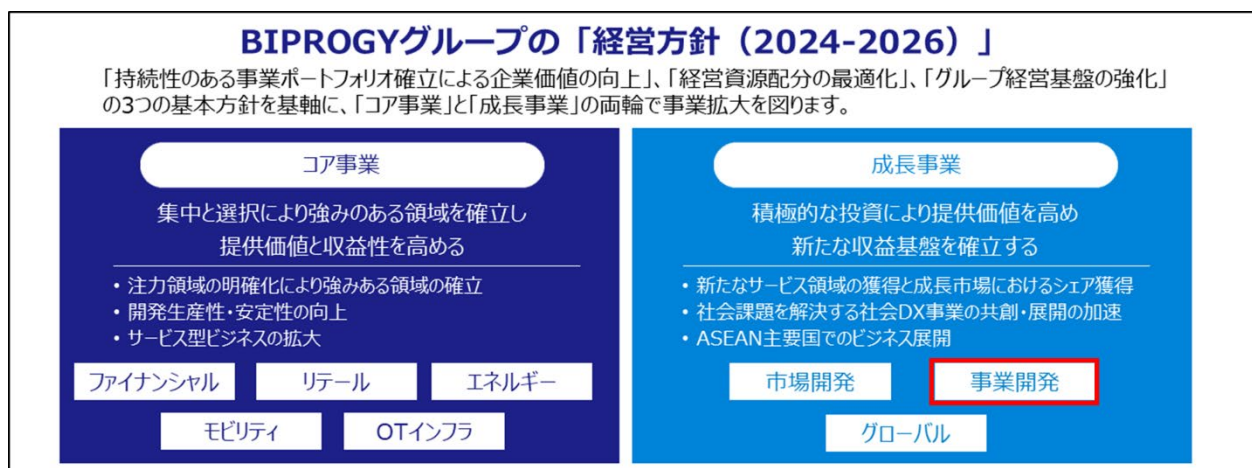 BIPROGYグループの「経営方針（2024-2026）」
「持続性のある事業ポートフォリオ確立による企業価値の向上」、「経営資源配分の最適化」、「グループ経営基盤の強化」
の3つの基本方針を基軸に、「コア事業」と「成長事業」の両輪で事業拡大を図ります。
コア事業
集中と選択により強みのある領域を確立し
提供価値と収益性を高める
• 注力領域の明確化により強みある領域の確立
• 開発生産性・安定性の向上
• サービス型ビジネスの拡大
ファイナンシャル
リテール
エネルギー
モビリティ
OTインフラ
成長事業
積極的な投資により提供価値を高め
新たな収益基盤を確立する
• 新たなサービス領域の獲得と成長市場におけるシェア獲得
• 社会課題を解決する社会DX事業の共創・展開の加速
• ASEAN主要国でのビジネス展開
市場開発
事業開発
グローバル